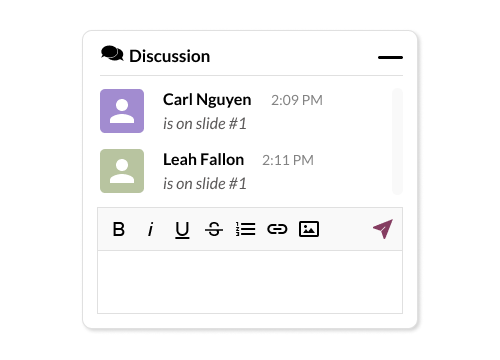 Discussion
Carl Nguyen 2:09 PM
is on slide #1
Leah Fallon 2:11 PM
is on slide #1
B i U S